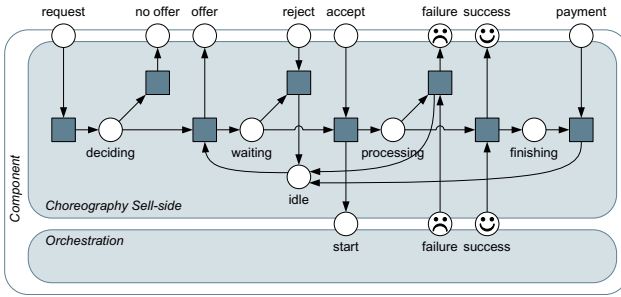 request no offer offer reject accept failure success payment
deciding waiting processing finishing
idle
Component
Choreography Sell-side
Orchestration
start failure success